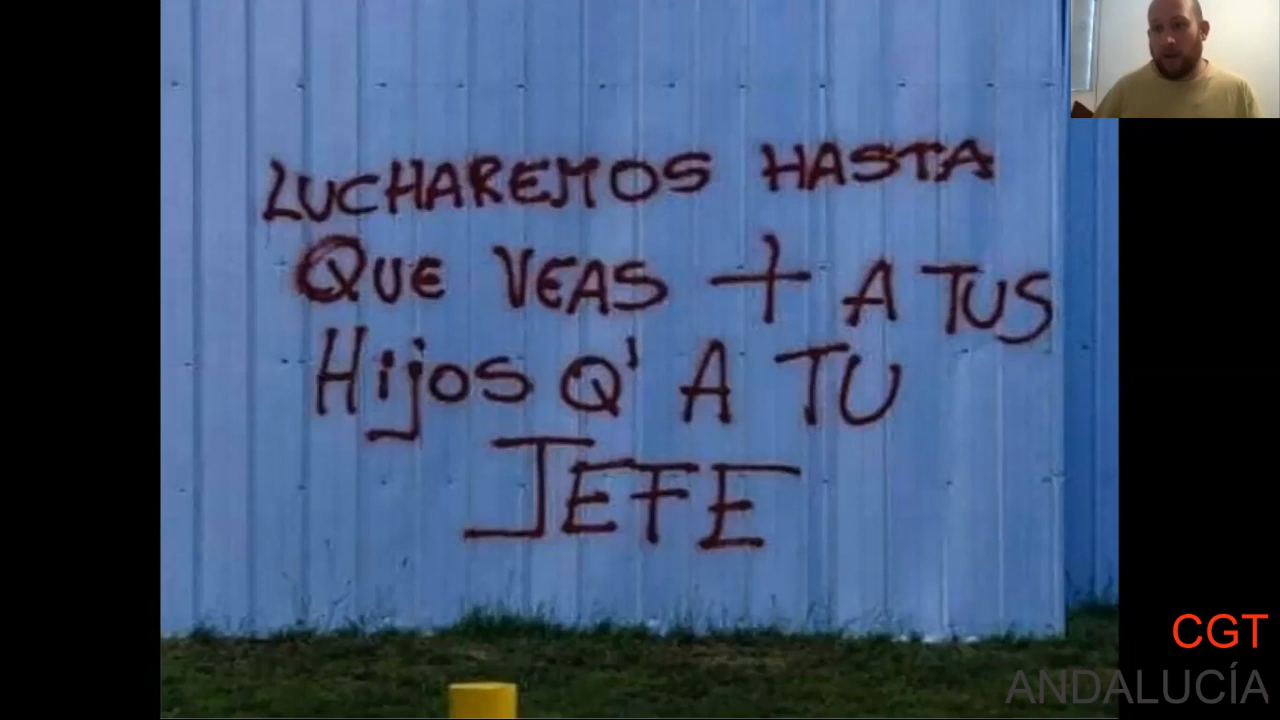 LUCHAREMOS HASTA
QUE VEAS + A TUS
HijOS Q' A TU
JEFE
CGT
ANDALUCÍA